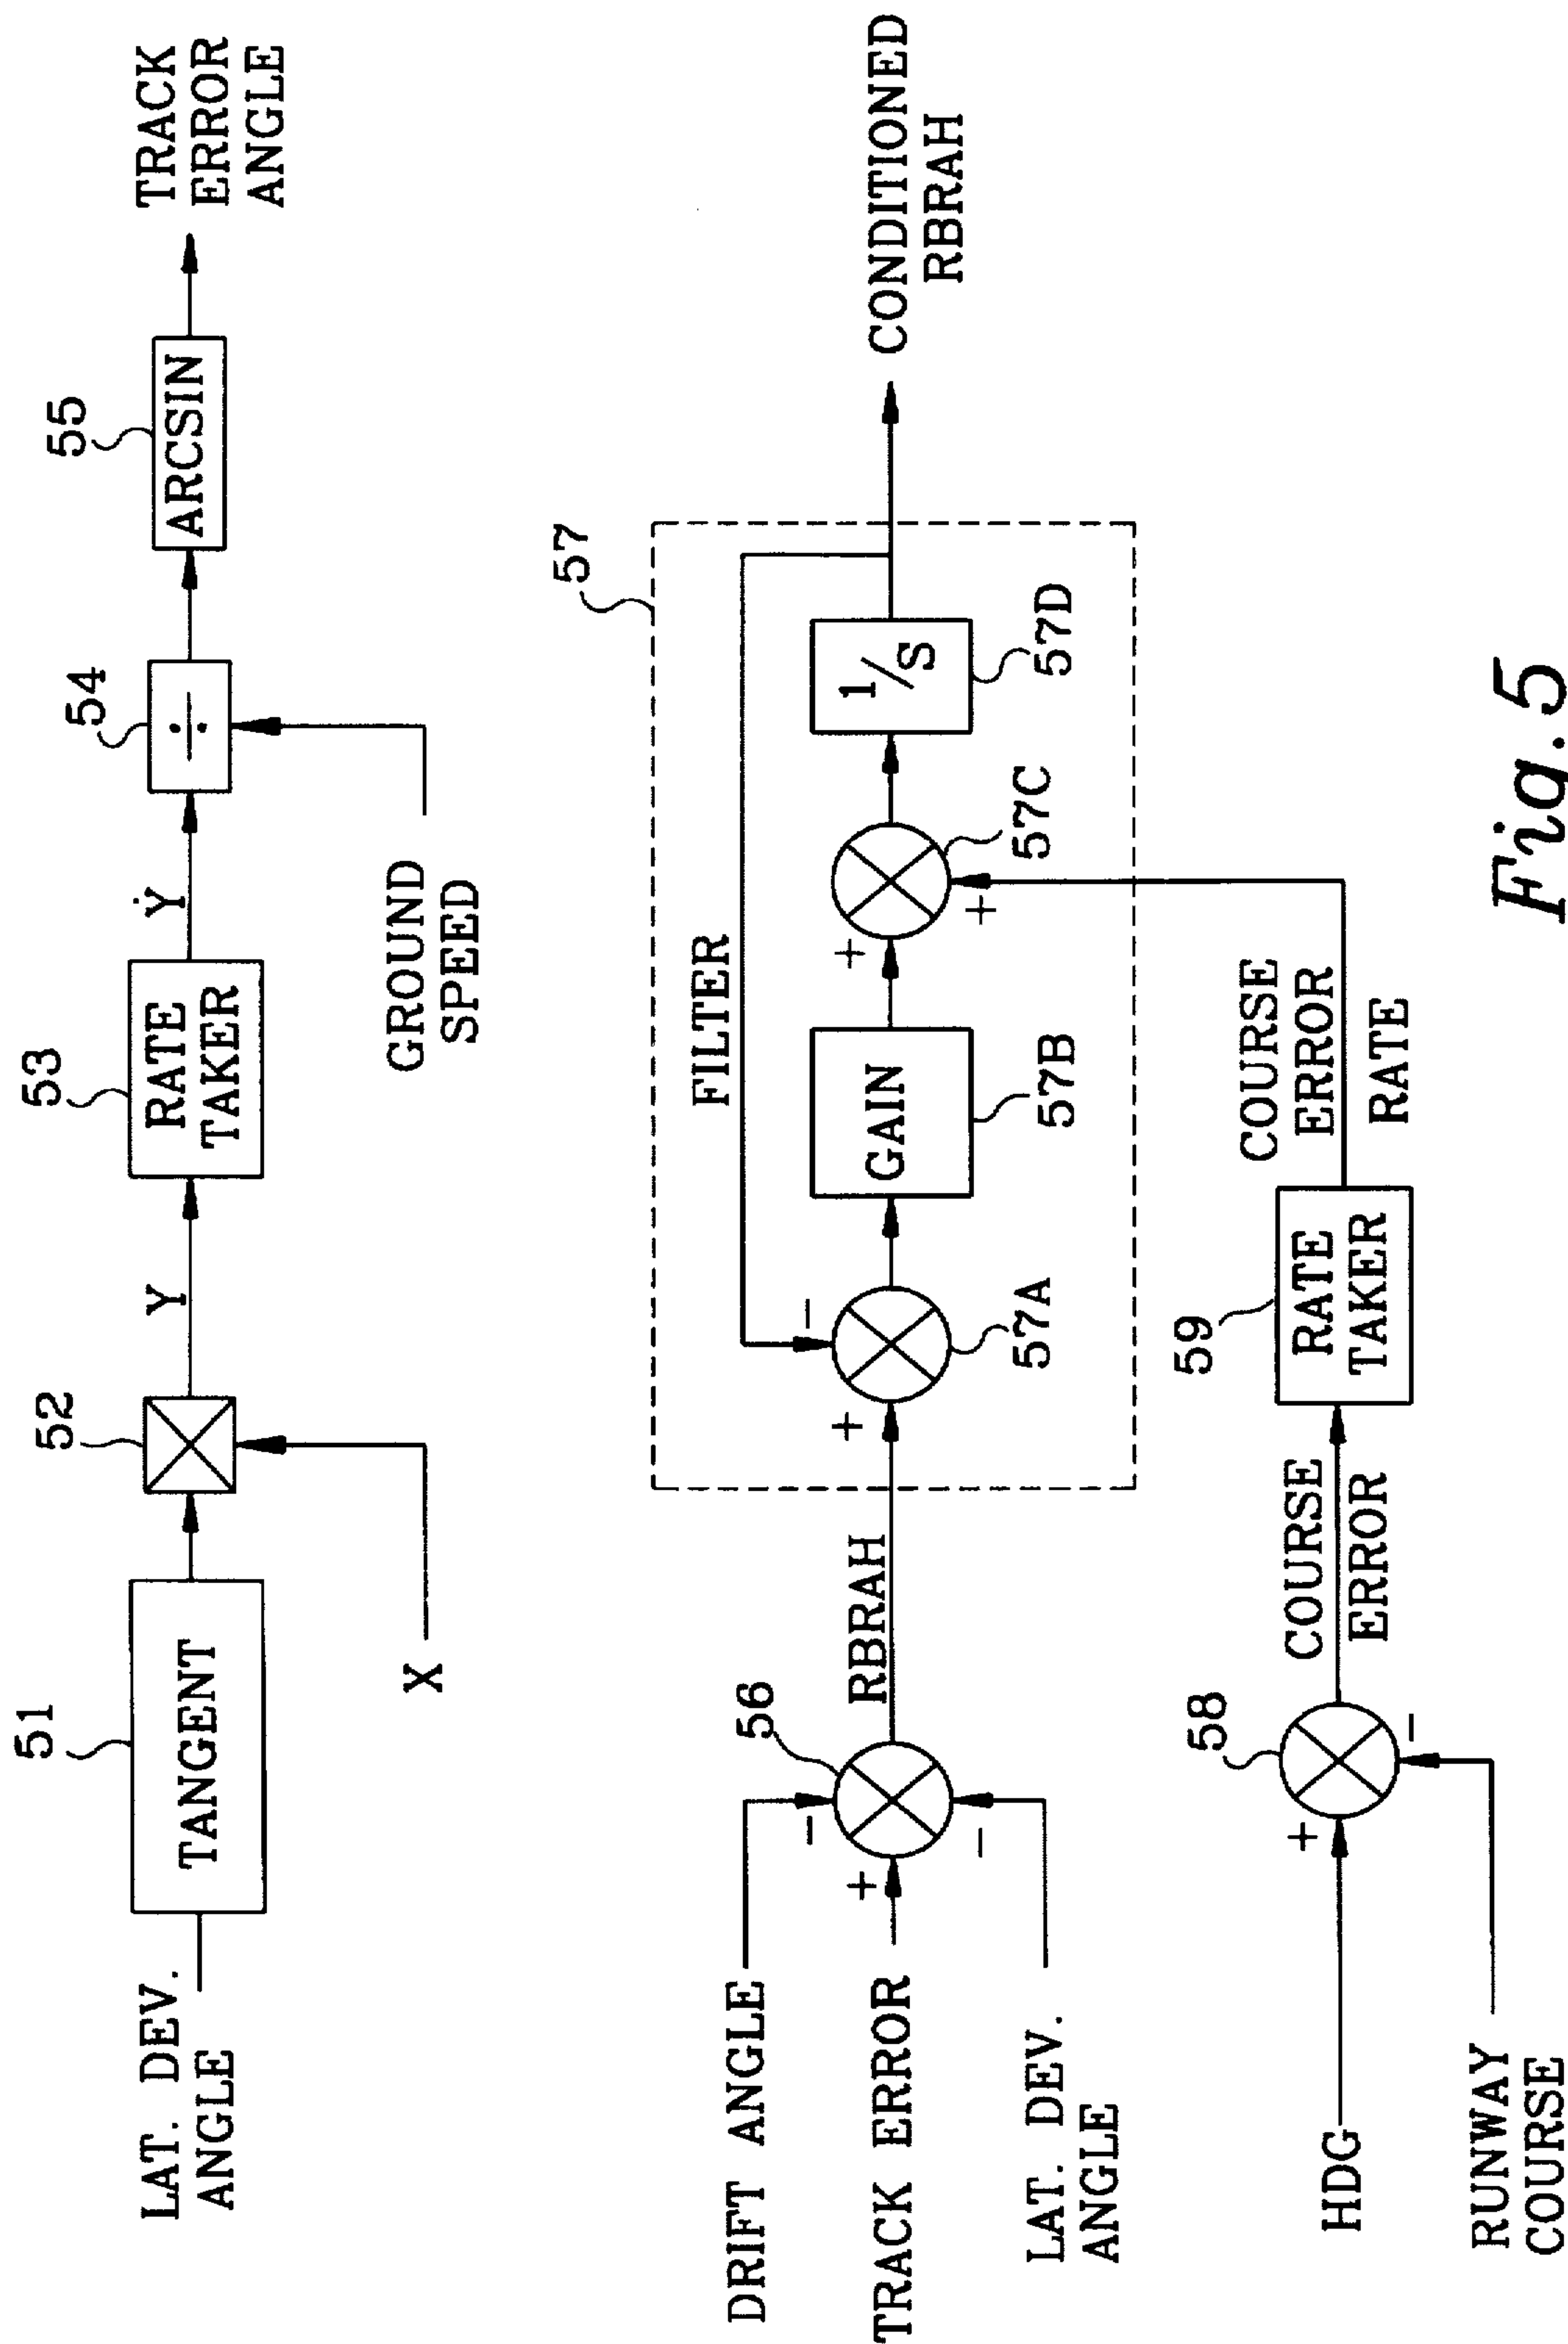 LAT. DEV.
ANGLE
51
TANGENT
52
X
Y
53
RATE
TAKER
Ẏ
54
÷
GROUND
SPEED
55
ARCSIN
TRACK
ERROR
ANGLE
DRIFT ANGLE
TRACK ERROR
LAT. DEV.
ANGLE
56
−
+
−
RBRAH
57
FILTER
+
−
57A
GAIN
57B
+
+
57C
1/S
57D
CONDITIONED
RBRAH
HDG
RUNWAY
COURSE
58
+
−
COURSE
ERROR
59
RATE
TAKER
COURSE
ERROR
RATE
Fig. 5